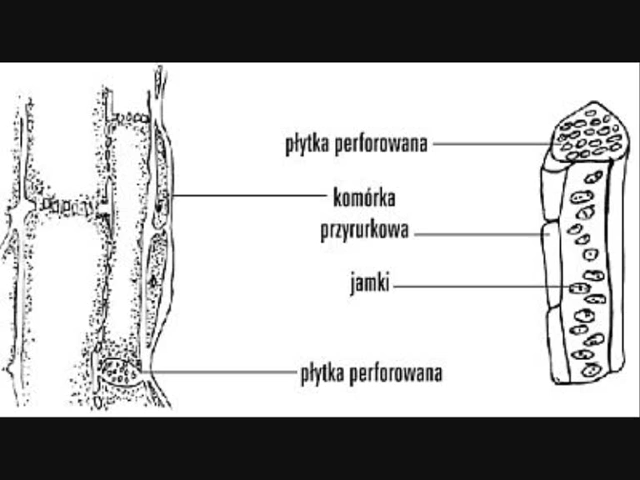 płytka perforowana
komórka
przyrurkowa
jamki
płytka perforowana